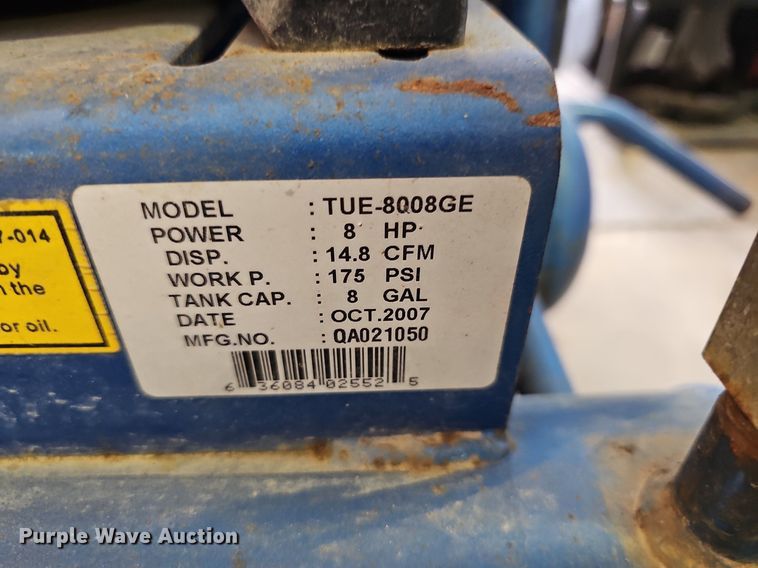 MODEL : TUE-8008GE
POWER : 8 HP
DISP. : 14.8 CFM
WORK P. : 175 PSI
TANK CAP. : 8 GAL
DATE : OCT.2007
MFG.NO. : QA021050
6 36084 02552 5
7-014
by
the
or oil.
Purple Wave Auction